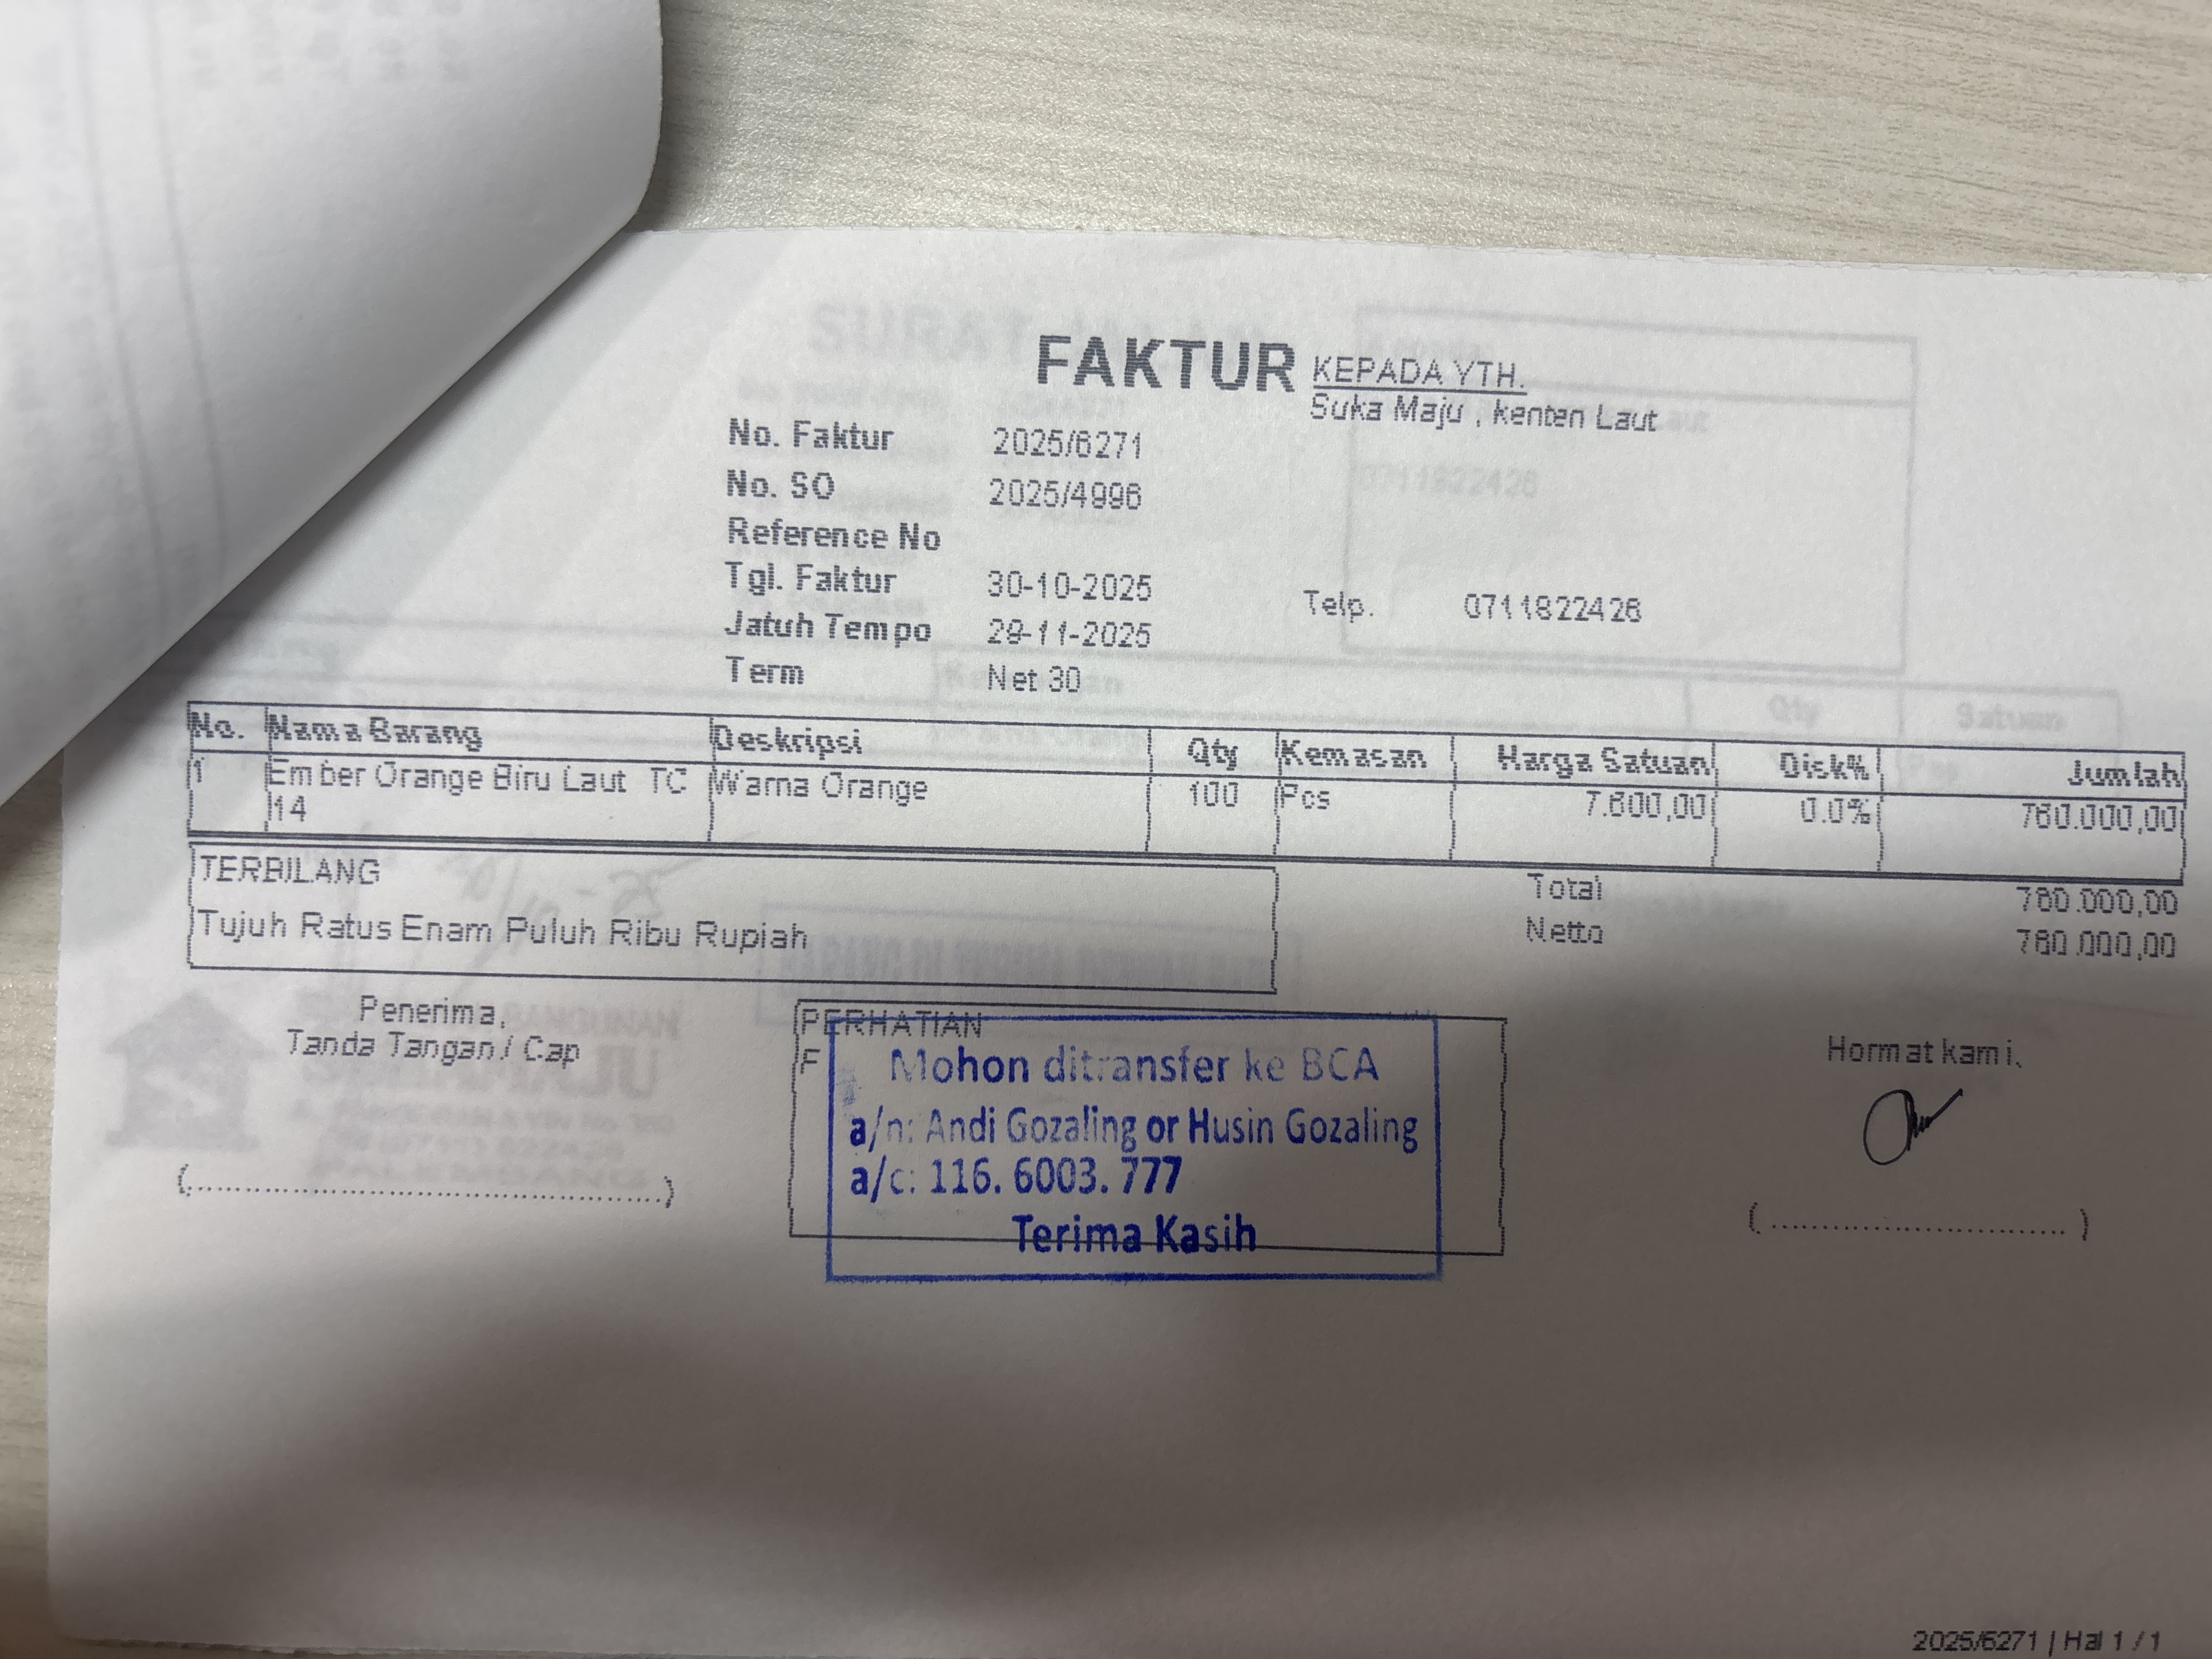 FAKTUR
KEPADA YTH.
Suka Maju , kenten Laut
No. Faktur 2025/6271
No. SO 2025/4996
Reference No
Tgl. Faktur 30-10-2025
Telp. 0711822426
Jatuh Tempo 29-11-2025
Term Net 30
No. Nama Barang Deskripsi Qty Kemasan Harga Satuan Disk% Jumlah
1 Ember Orange Biru Laut TC Warna Orange 100 Pcs 7.600,00 0.0% 760.000,00
14
TERBILANG
Total 760.000,00
Tujuh Ratus Enam Puluh Ribu Rupiah
Netto 760.000,00
Penerima,
Tanda Tangan / Cap
PERHATIAN
F
Mohon ditransfer ke BCA
a/n: Andi Gozaling or Husin Gozaling
a/c: 116. 6003. 777
Terima Kasih
Hormat kami,
(..............................................)
( ................................ )
2025/6271 | Hal 1 / 1